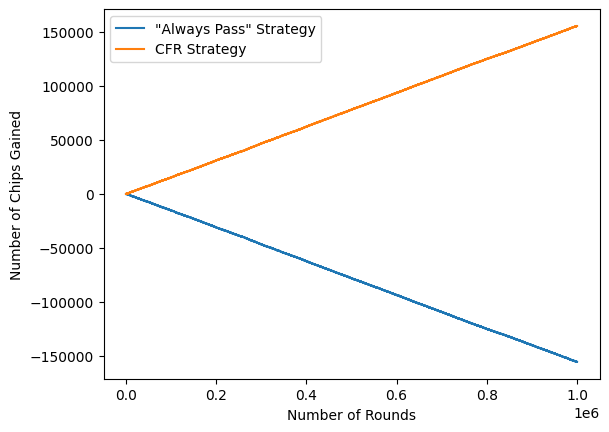 "Always Pass" Strategy
CFR Strategy
150000
100000
50000
0
−50000
−100000
−150000
Number of Chips Gained
0.0 0.2 0.4 0.6 0.8 1.0
1e6
Number of Rounds